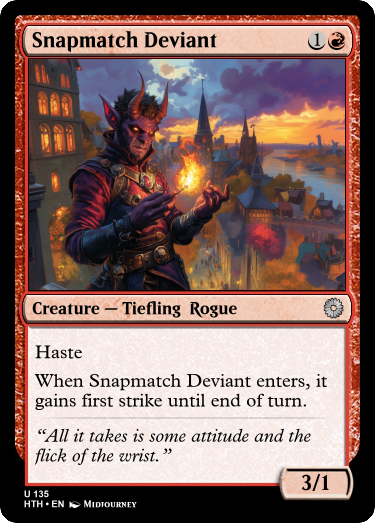 Snapmatch Deviant 1
Creature — Tiefling Rogue
Haste
When Snapmatch Deviant enters, it
gains first strike until end of turn.
“All it takes is some attitude and the
flick of the wrist.”
3/1
U 135
HTH • EN Midjourney